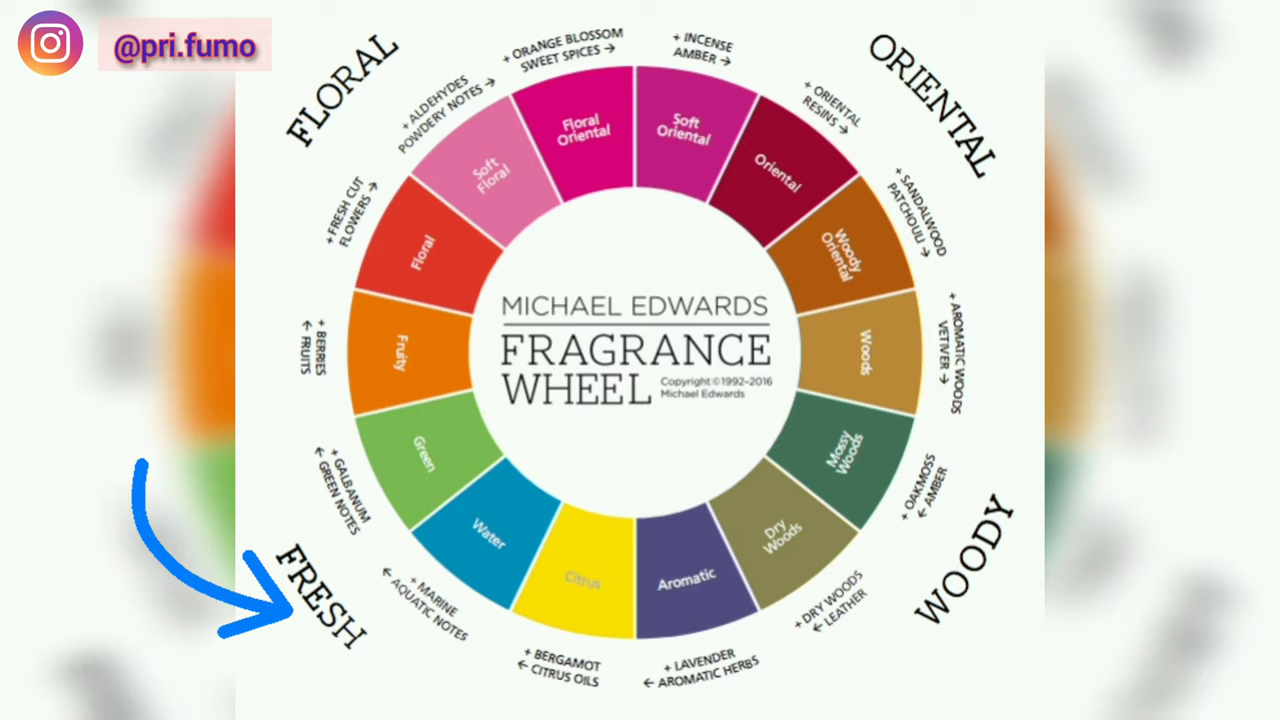 @pri.fumo
FLORAL
ORIENTAL
+ ORANGE BLOSSOM
SWEET SPICES →
+ INCENSE
AMBER →
+ ALDEHYDES
POWDERY NOTES →
+ ORIENTAL
RESINS →
+ FRESH CUT
FLOWERS →
+ SANDALWOOD
PATCHOULI →
+ BERRIES
← FRUITS
+ AROMATIC WOODS
VETIVER →
+ GALBANUM
← GREEN NOTES
+ OAKMOSS
← AMBER
+ MARINE
← AQUATIC NOTES
+ DRY WOODS
← LEATHER
+ BERGAMOT
← CITRUS OILS
+ LAVENDER
← AROMATIC HERBS
Floral
Oriental
Soft
Oriental
Soft
Floral
Oriental
Floral
Woody
Oriental
Fruity
Woods
Green
Mossy
Woods
Water
Dry
Woods
Citrus
Aromatic
MICHAEL EDWARDS
FRAGRANCE
WHEEL
Copyright ©1992-2016
Michael Edwards
FRESH
WOODY